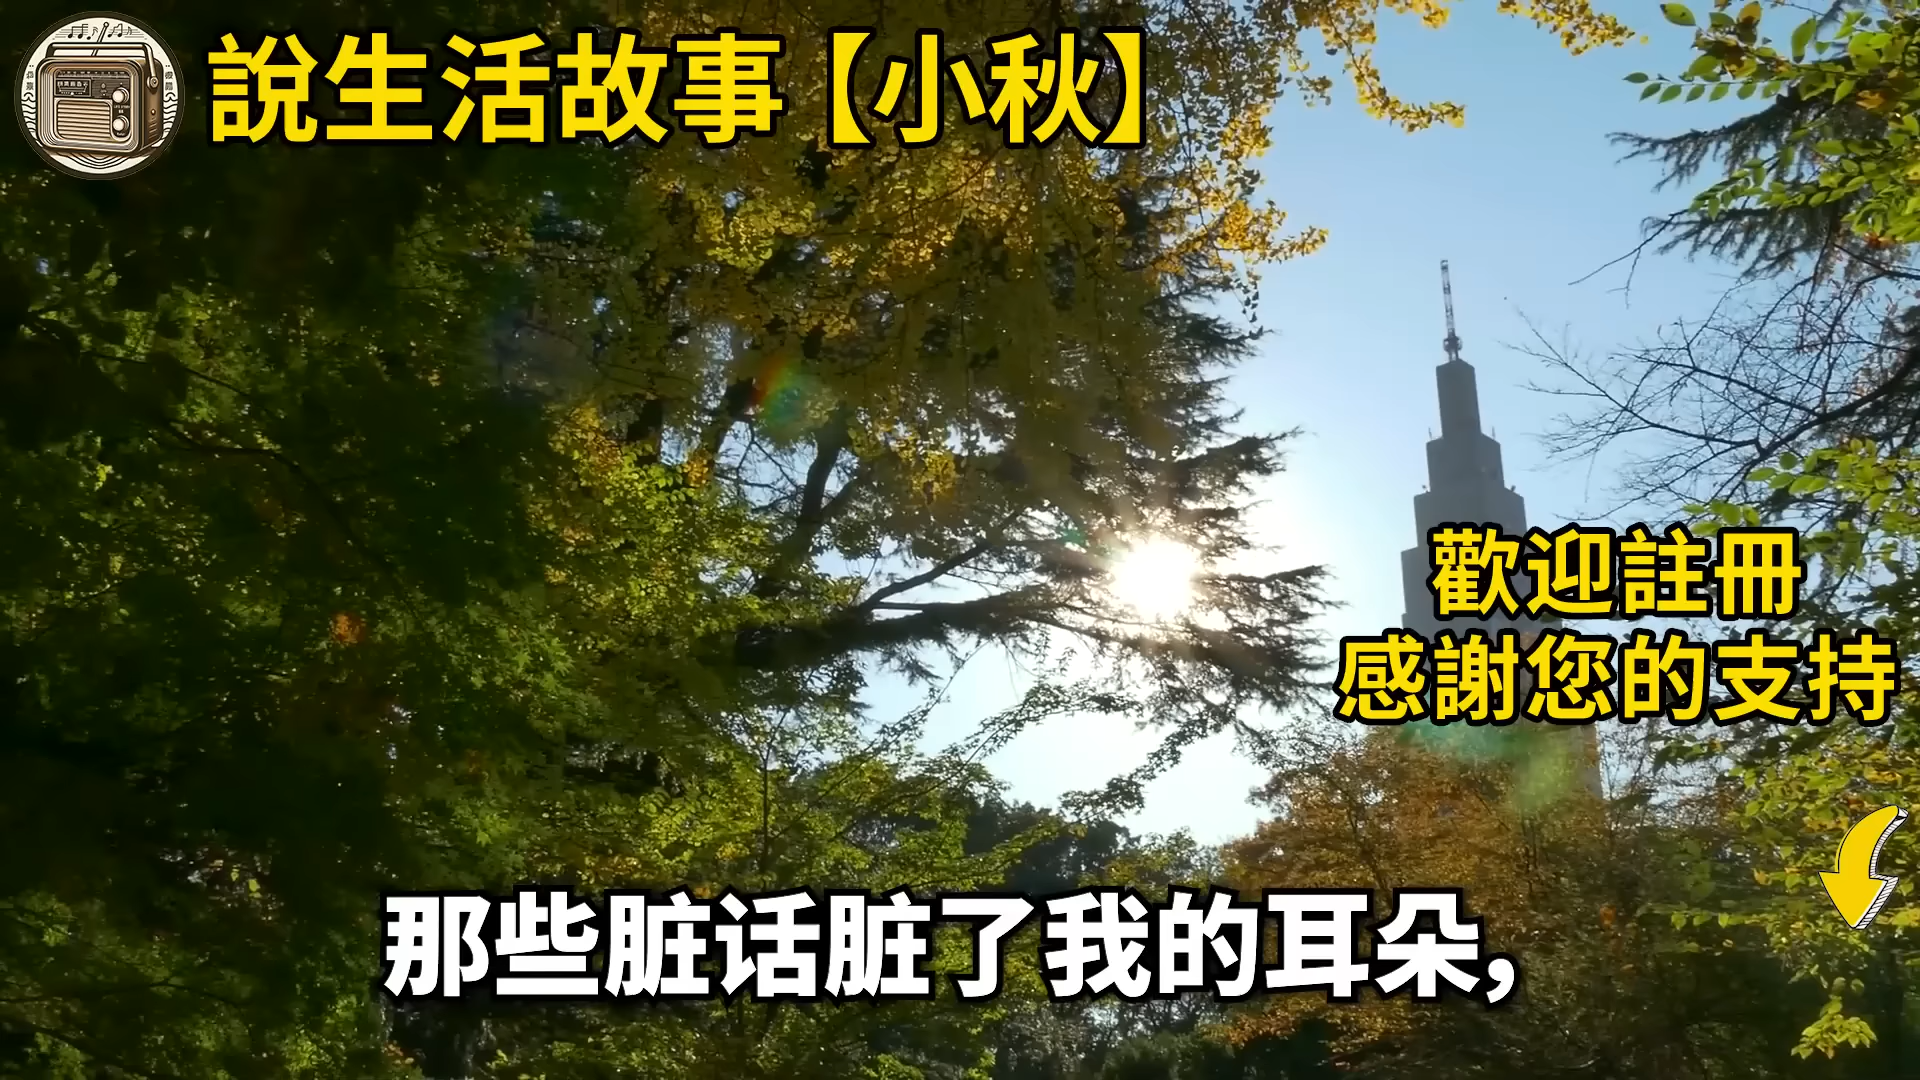 說生活故事【小秋】
歡迎註冊
感謝您的支持
那些脏话脏了我的耳朵,